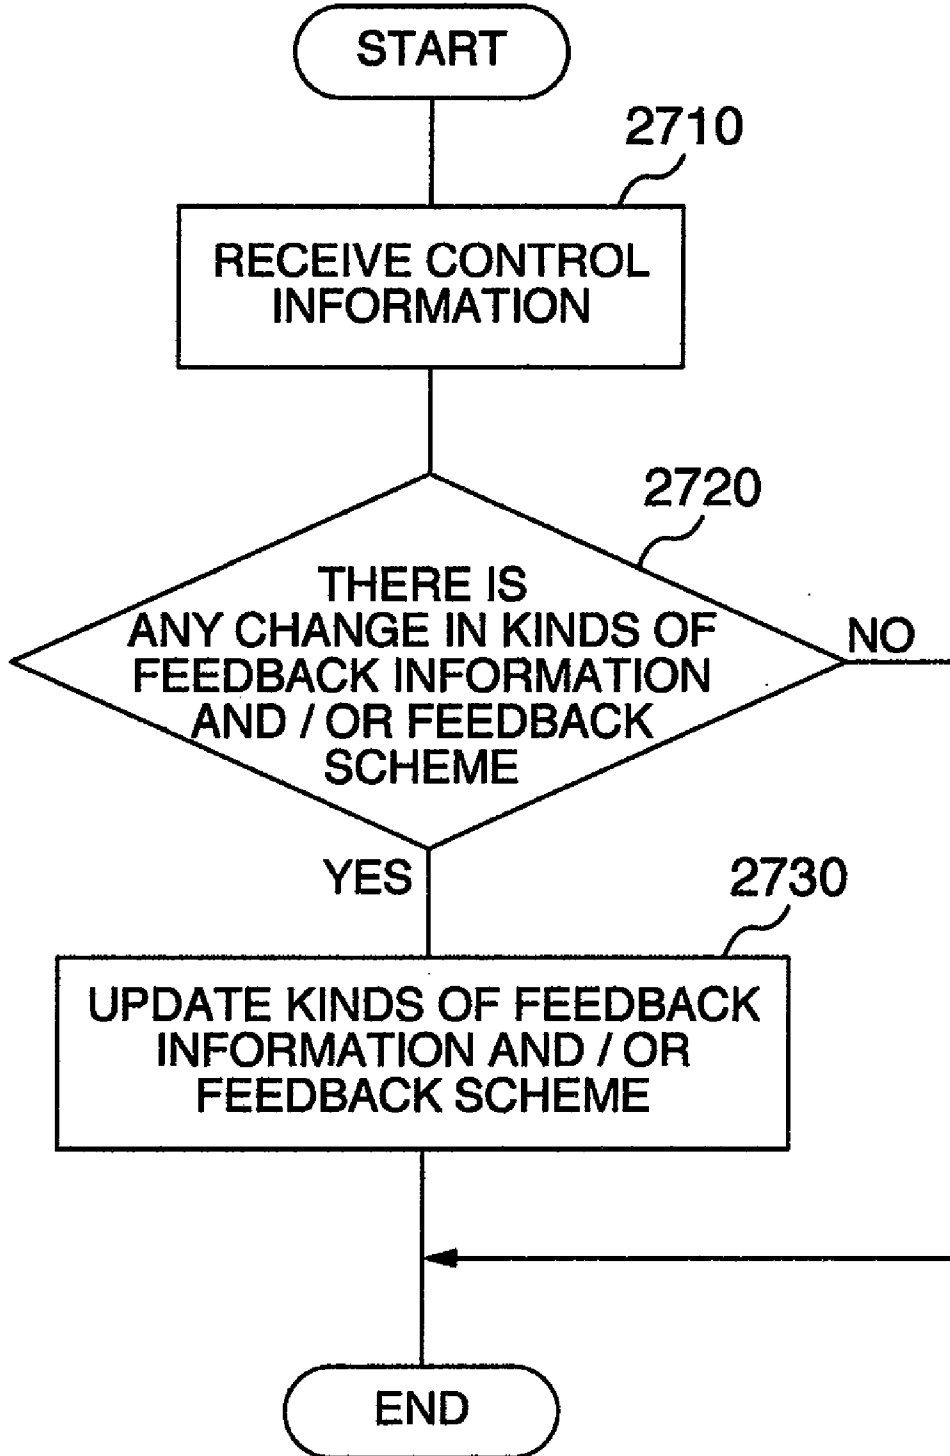 START
2710
RECEIVE CONTROL
INFORMATION
2720
THERE IS
ANY CHANGE IN KINDS OF
FEEDBACK INFORMATION
AND / OR FEEDBACK
SCHEME
NO
YES
2730
UPDATE KINDS OF FEEDBACK
INFORMATION AND / OR
FEEDBACK SCHEME
END